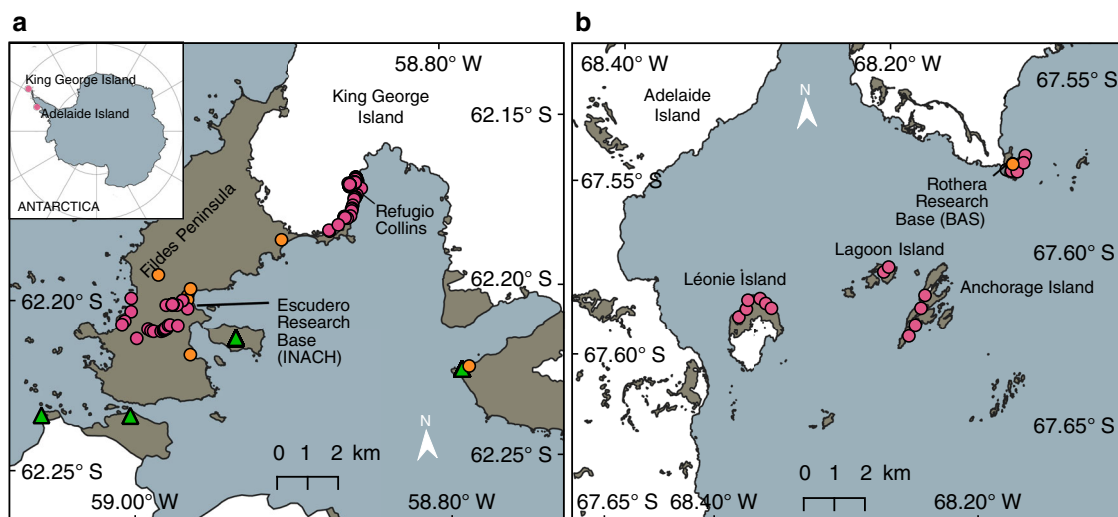 a
King George Island
Adelaide Island
ANTARCTICA
58.80° W
King George
Island
62.15° S
Fildes Peninsula
Refugio
Collins
62.20° S
62.20° S
Escudero
Research
Base
(INACH)
N
0 1 2 km
62.25° S
62.25° S
59.00° W
58.80° W
b
68.40° W
68.20° W
67.55° S
Adelaide
Island
N
67.55° S
Rothera
Research
Base (BAS)
Lagoon Island
67.60° S
Léonie Island
Anchorage Island
67.60° S
67.65° S
0 1 2 km
67.65° S
68.40° W
68.20° W